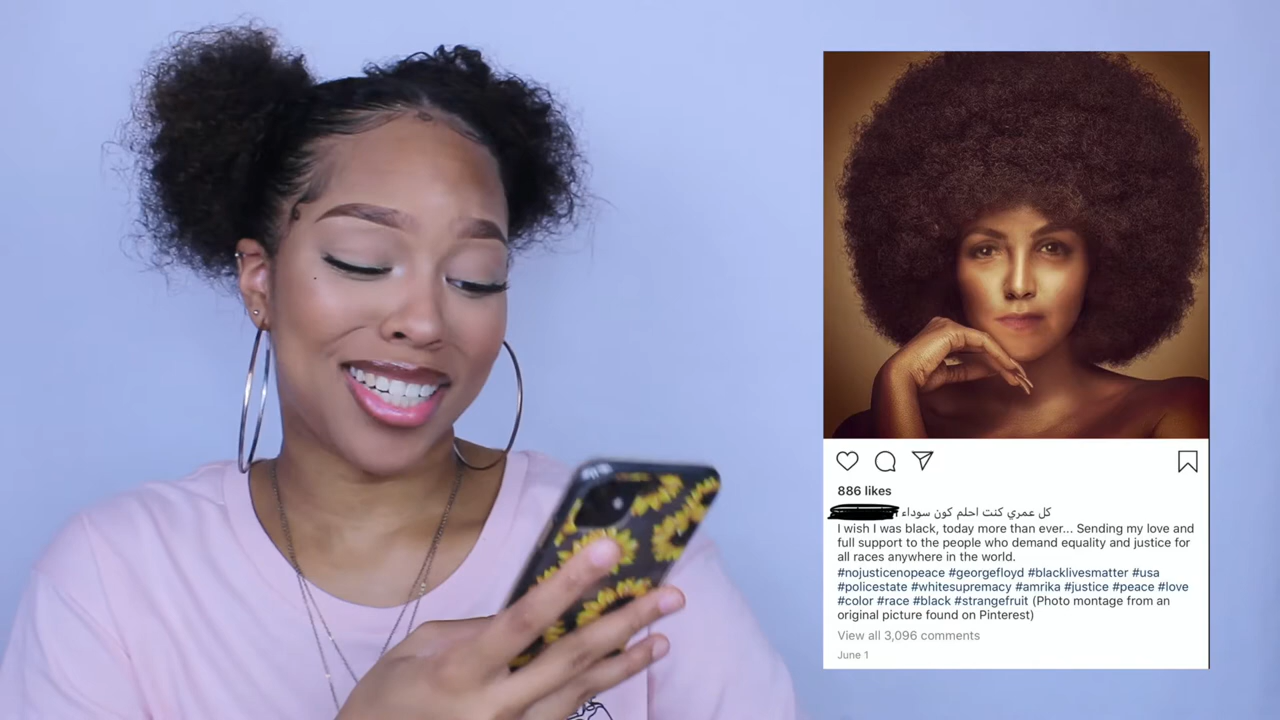 886 likes
كل عمري كنت احلم كون سوداء
I wish I was black, today more than ever... Sending my love and
full support to the people who demand equality and justice for
all races anywhere in the world.
#nojusticenopeace #georgefloyd #blacklivesmatter #usa
#policestate #whitesupremacy #amrika #justice #peace #love
#color #race #black #strangefruit (Photo montage from an
original picture found on Pinterest)
View all 3,096 comments
June 1